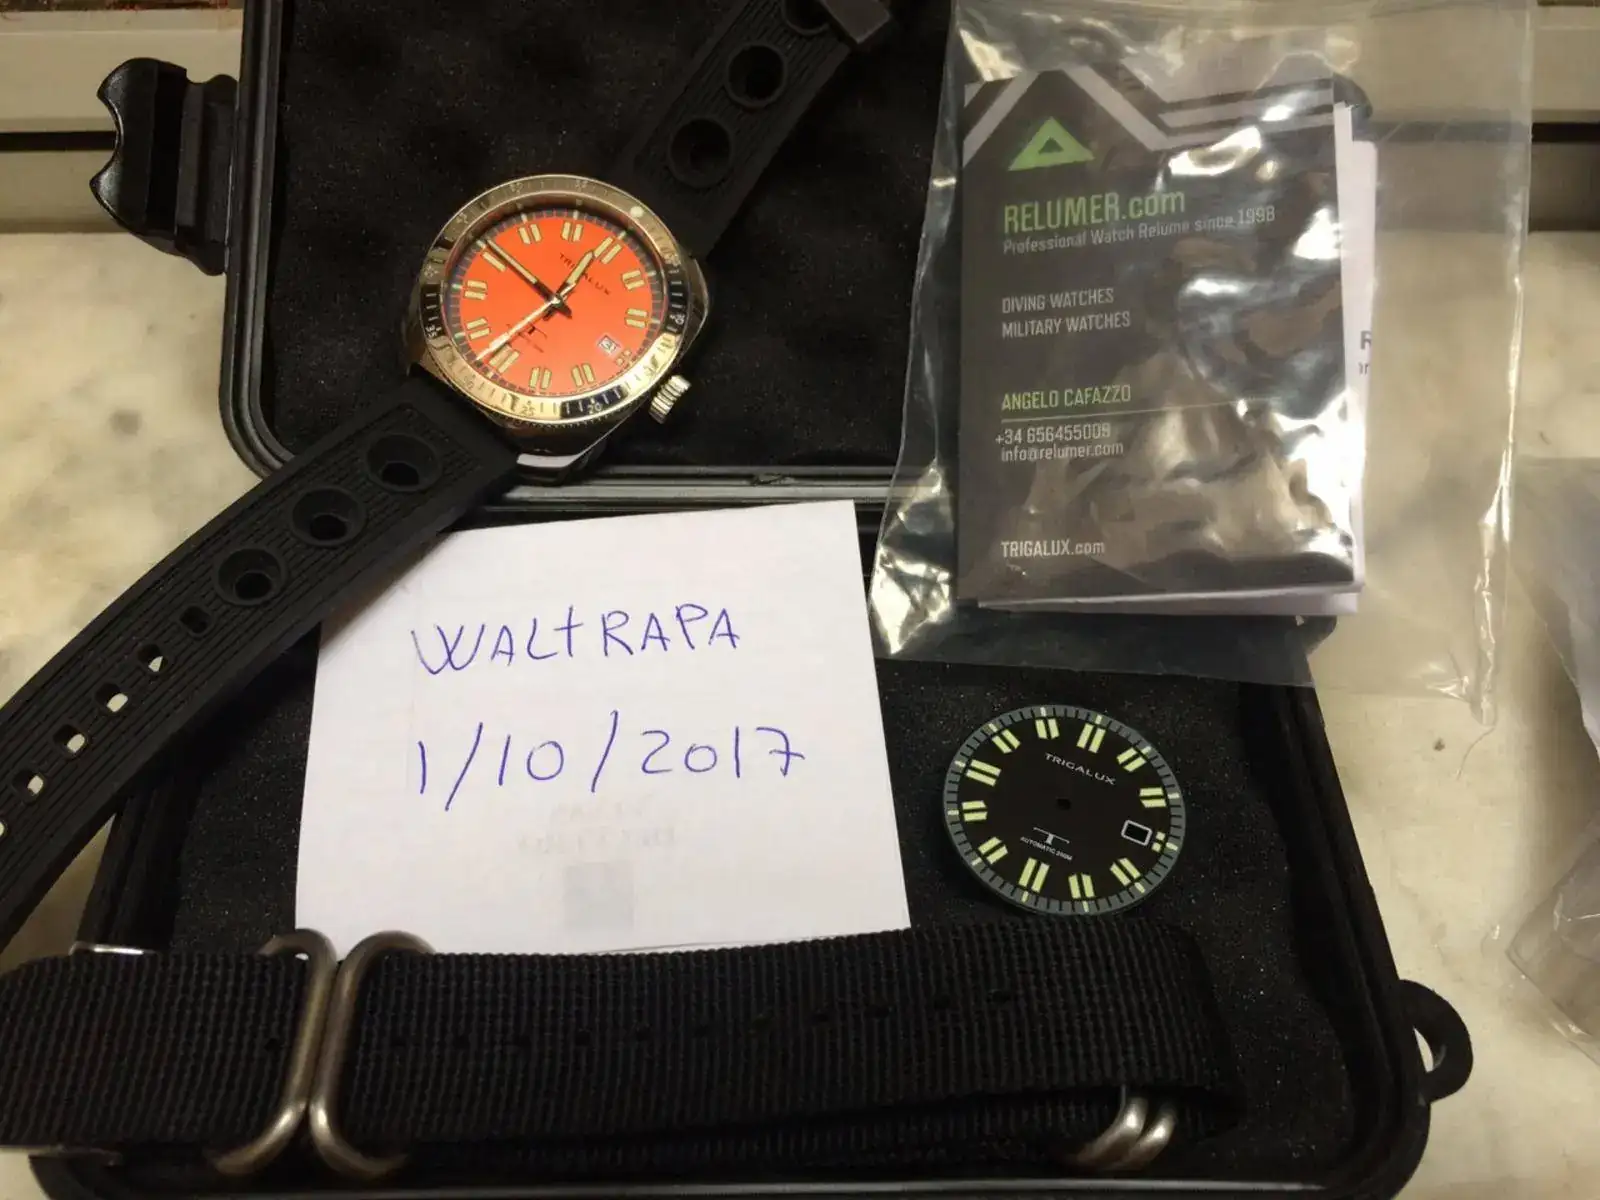 TRIGALUX
RELUMER.com
Professional Watch Relume since 1998
DIVING WATCHES
MILITARY WATCHES
ANGELO CAFAZZO
+34 656455009
info@relumer.com
TRIGALUX.com
WALtRAPA
1/10/2017
TRIGALUX
T
AUTOMATIC 200M